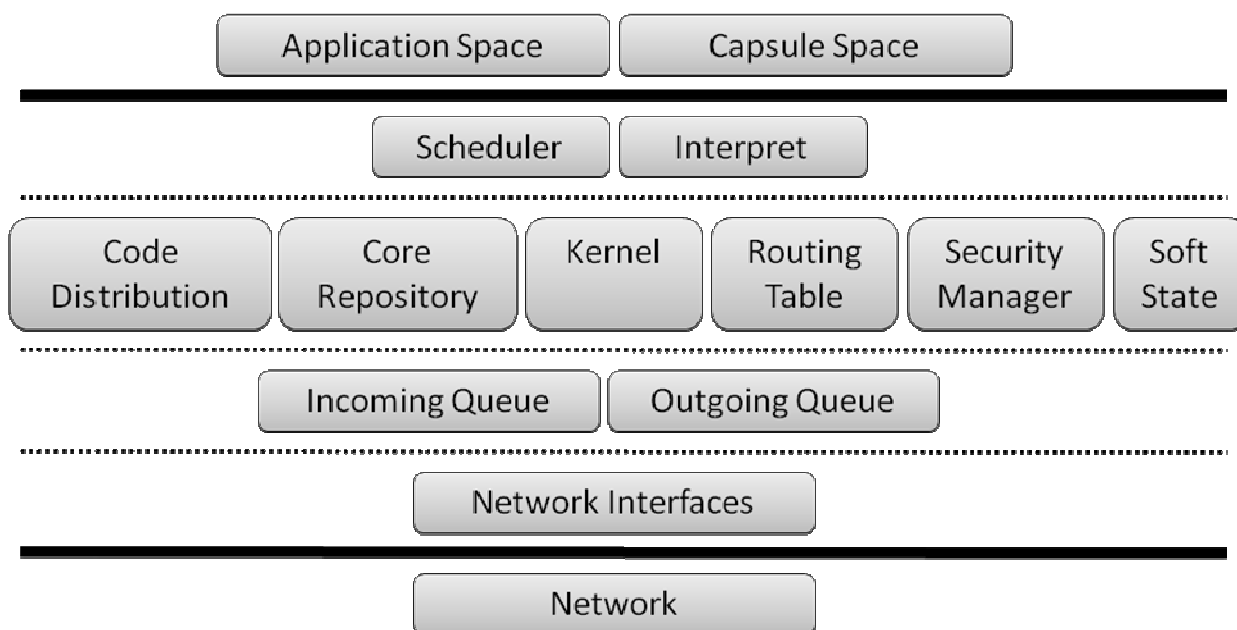 Application Space
Capsule Space
Scheduler
Interpret
Code
Distribution
Core
Repository
Kernel
Routing
Table
Security
Manager
Soft
State
Incoming Queue
Outgoing Queue
Network Interfaces
Network